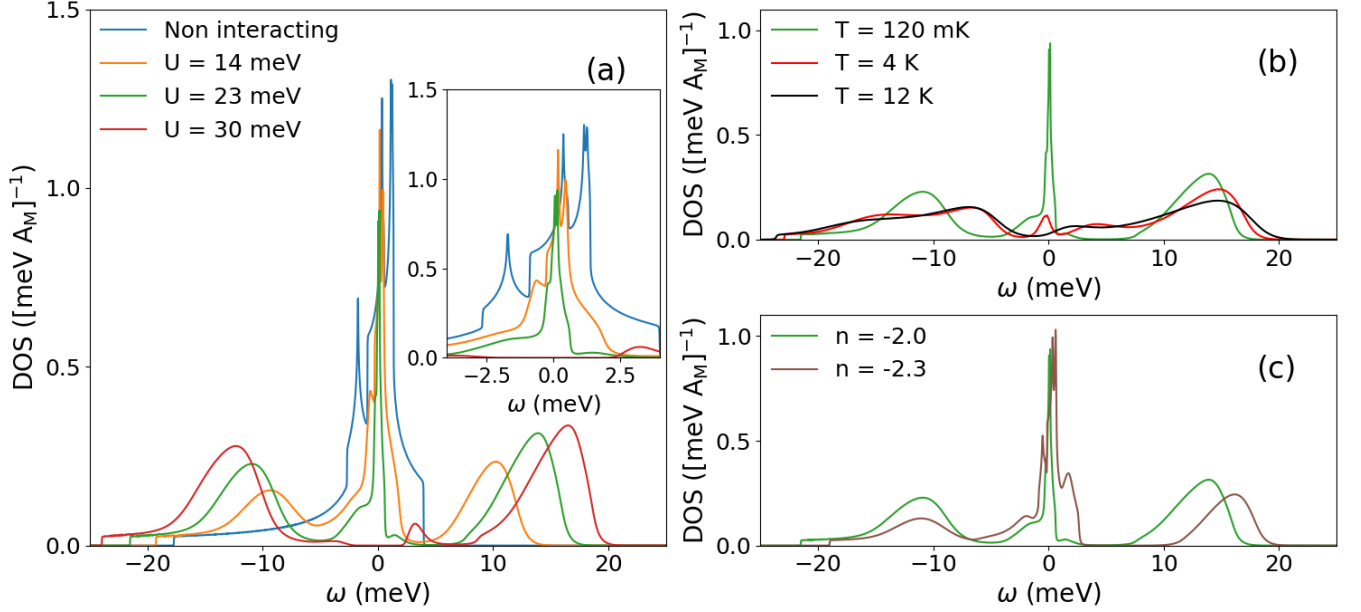 (a)
Non interacting
U = 14 meV
U = 23 meV
U = 30 meV
DOS ([meV A_M]^{-1})
1.5
1.0
0.5
0.0
−20
−10
0
10
20
ω (meV)
1.5
1.0
0.5
0.0
−2.5
0.0
2.5
ω (meV)
(b)
T = 120 mK
T = 4 K
T = 12 K
DOS ([meV A_M]^{-1})
1.0
0.5
0.0
−20
−10
0
10
20
ω (meV)
(c)
n = -2.0
n = -2.3
DOS ([meV A_M]^{-1})
1.0
0.5
0.0
−20
−10
0
10
20
ω (meV)